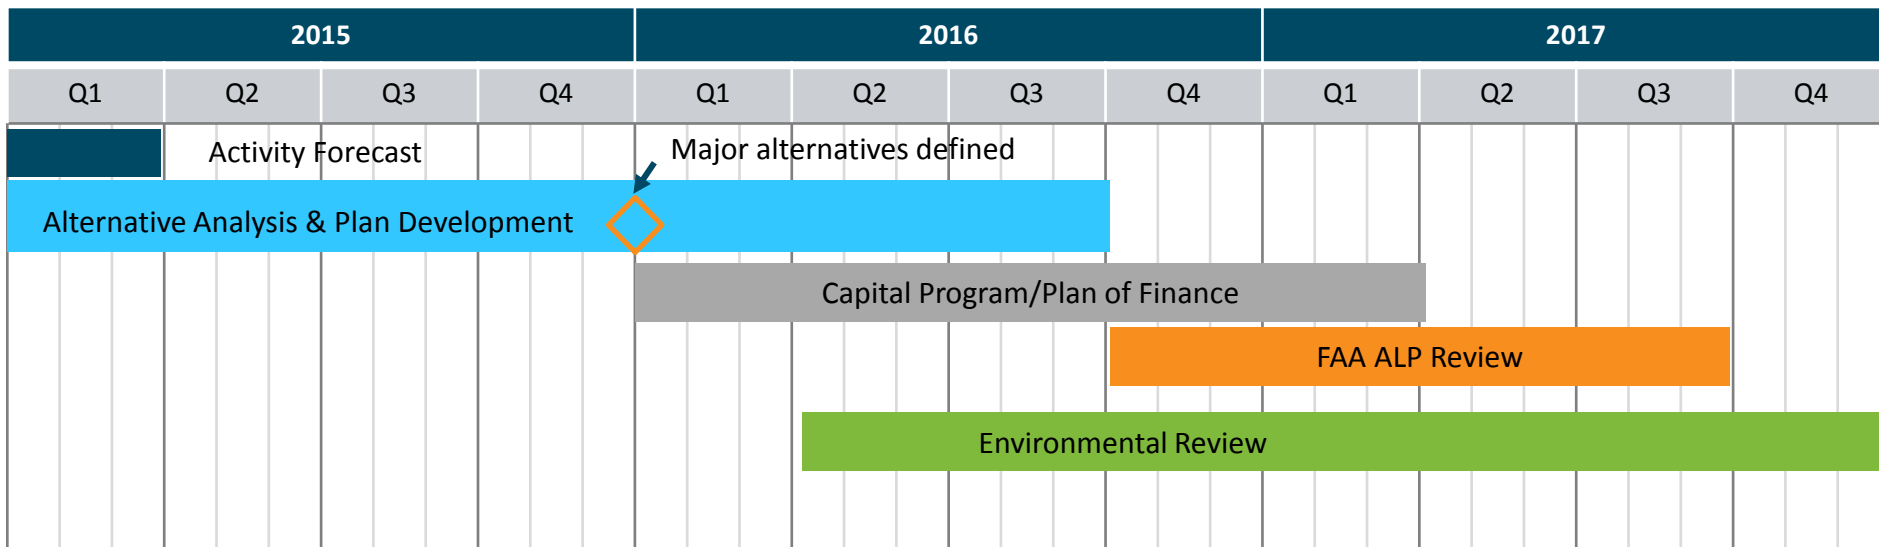 2015 2016 2017
Q1 Q2 Q3 Q4 Q1 Q2 Q3 Q4 Q1 Q2 Q3 Q4
Activity Forecast
Major alternatives defined
Alternative Analysis & Plan Development
Capital Program/Plan of Finance
FAA ALP Review
Environmental Review